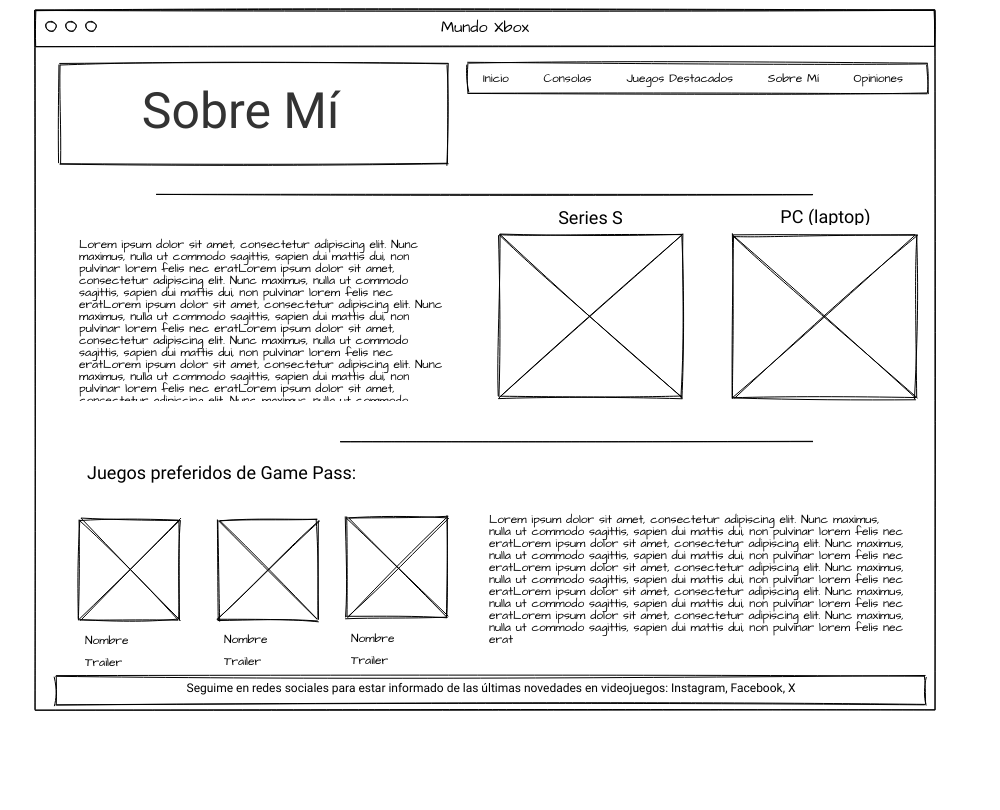 Mundo Xbox
Sobre Mí
Inicio Consolas Juegos Destacados Sobre Mí Opiniones
Series S
PC (laptop)
Lorem ipsum dolor sit amet, consectetur adipiscing elit. Nunc
maximus, nulla ut commodo sagittis, sapien dui mattis dui, non
pulvinar lorem felis nec eratLorem ipsum dolor sit amet,
consectetur adipiscing elit. Nunc maximus, nulla ut commodo
sagittis, sapien dui mattis dui, non pulvinar lorem felis nec
eratLorem ipsum dolor sit amet, consectetur adipiscing elit. Nunc
maximus, nulla ut commodo sagittis, sapien dui mattis dui, non
pulvinar lorem felis nec eratLorem ipsum dolor sit amet,
consectetur adipiscing elit. Nunc maximus, nulla ut commodo
sagittis, sapien dui mattis dui, non pulvinar lorem felis nec
eratLorem ipsum dolor sit amet, consectetur adipiscing elit. Nunc
maximus, nulla ut commodo sagittis, sapien dui mattis dui, non
pulvinar lorem felis nec eratLorem ipsum dolor sit amet,
consectetur adipiscing elit. Nunc maximus, nulla ut commodo
Juegos preferidos de Game Pass:
Nombre
Trailer
Nombre
Trailer
Nombre
Trailer
Lorem ipsum dolor sit amet, consectetur adipiscing elit. Nunc maximus,
nulla ut commodo sagittis, sapien dui mattis dui, non pulvinar lorem felis nec
eratLorem ipsum dolor sit amet, consectetur adipiscing elit. Nunc maximus,
nulla ut commodo sagittis, sapien dui mattis dui, non pulvinar lorem felis nec
eratLorem ipsum dolor sit amet, consectetur adipiscing elit. Nunc maximus,
nulla ut commodo sagittis, sapien dui mattis dui, non pulvinar lorem felis nec
eratLorem ipsum dolor sit amet, consectetur adipiscing elit. Nunc maximus,
nulla ut commodo sagittis, sapien dui mattis dui, non pulvinar lorem felis nec
eratLorem ipsum dolor sit amet, consectetur adipiscing elit. Nunc maximus,
nulla ut commodo sagittis, sapien dui mattis dui, non pulvinar lorem felis nec
erat
Seguime en redes sociales para estar informado de las últimas novedades en videojuegos: Instagram, Facebook, X